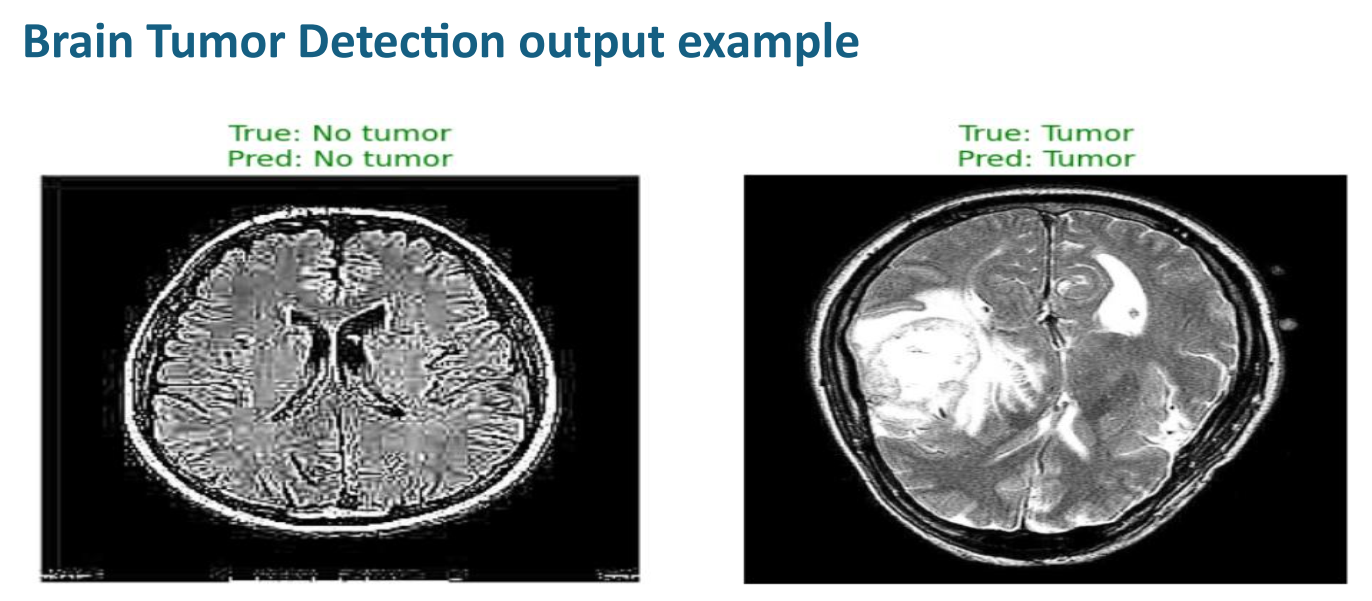 Brain Tumor Detection output example
True: No tumor
Pred: No tumor
True: Tumor
Pred: Tumor